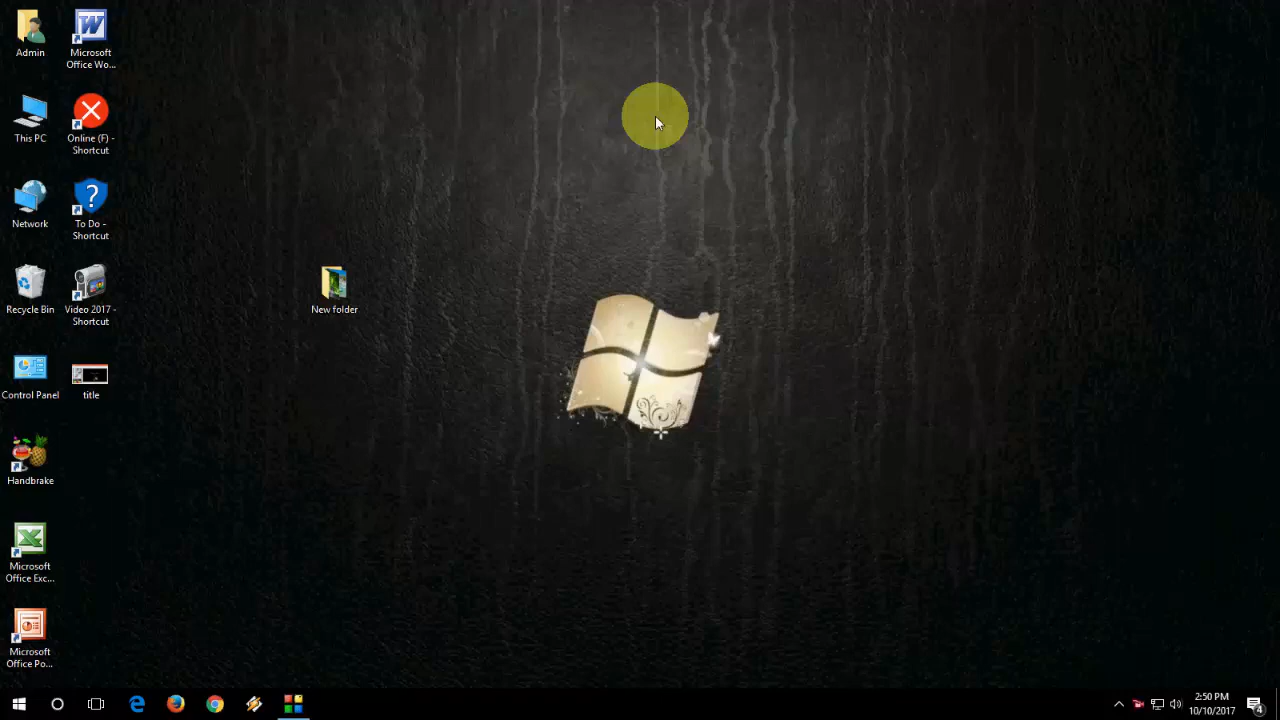 Admin
Microsoft
Office Wo...
This PC
Online (F) -
Shortcut
Network
To Do -
Shortcut
Recycle Bin
Video 2017 -
Shortcut
New folder
Control Panel
title
Handbrake
Microsoft
Office Exc...
Microsoft
Office Po...
2:50 PM
10/10/2017
4